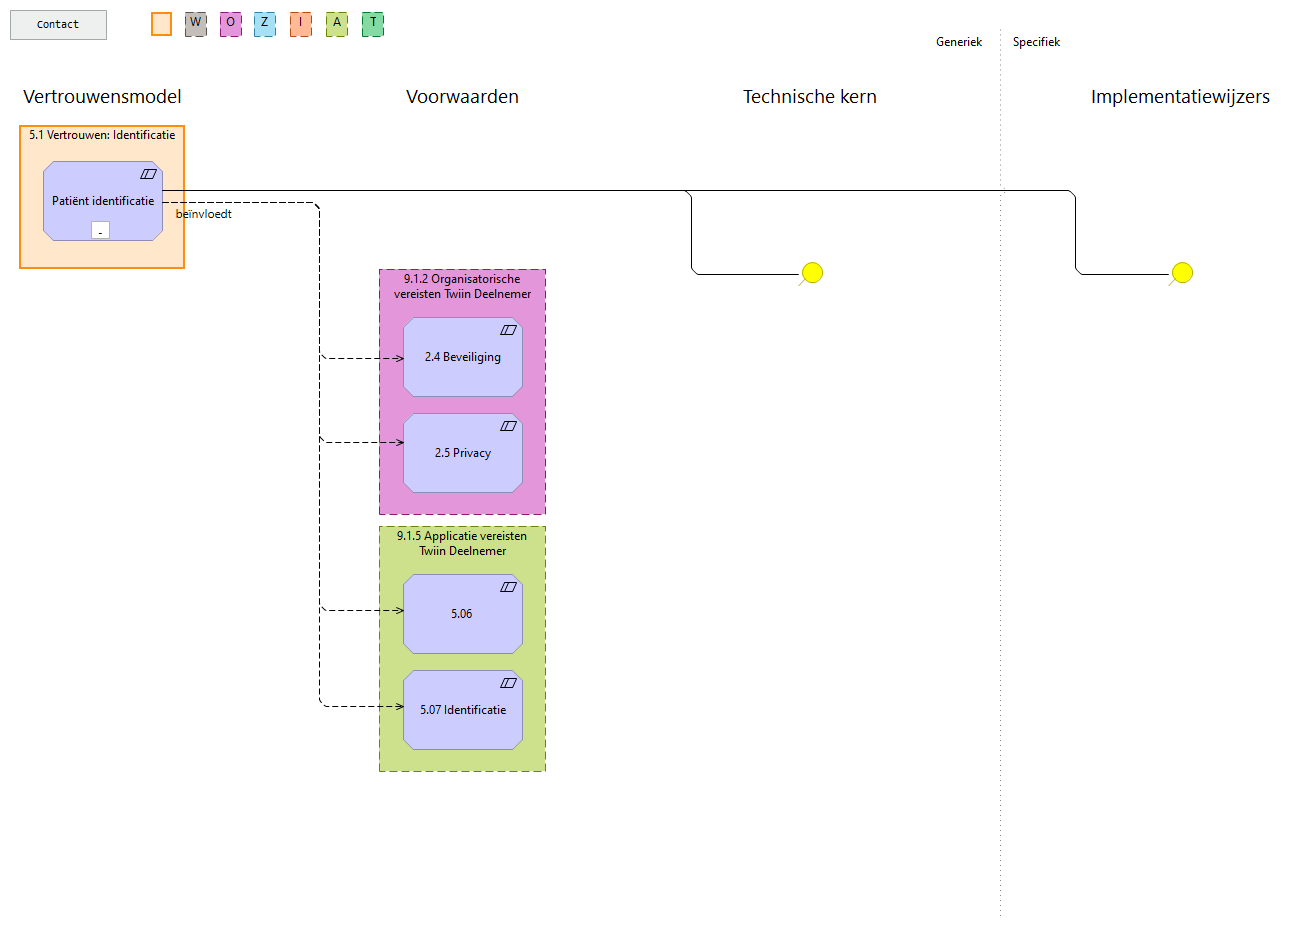 Contact
W
O
Z
I
A
T
Generiek
Specifiek
Vertrouwensmodel
Voorwaarden
Technische kern
Implementatiewijzers
5.1 Vertrouwen: Identificatie
Patiënt identificatie
-
beïnvloedt
9.1.2 Organisatorische
vereisten Twiin Deelnemer
2.4 Beveiliging
2.5 Privacy
9.1.5 Applicatie vereisten
Twiin Deelnemer
5.06
5.07 Identificatie